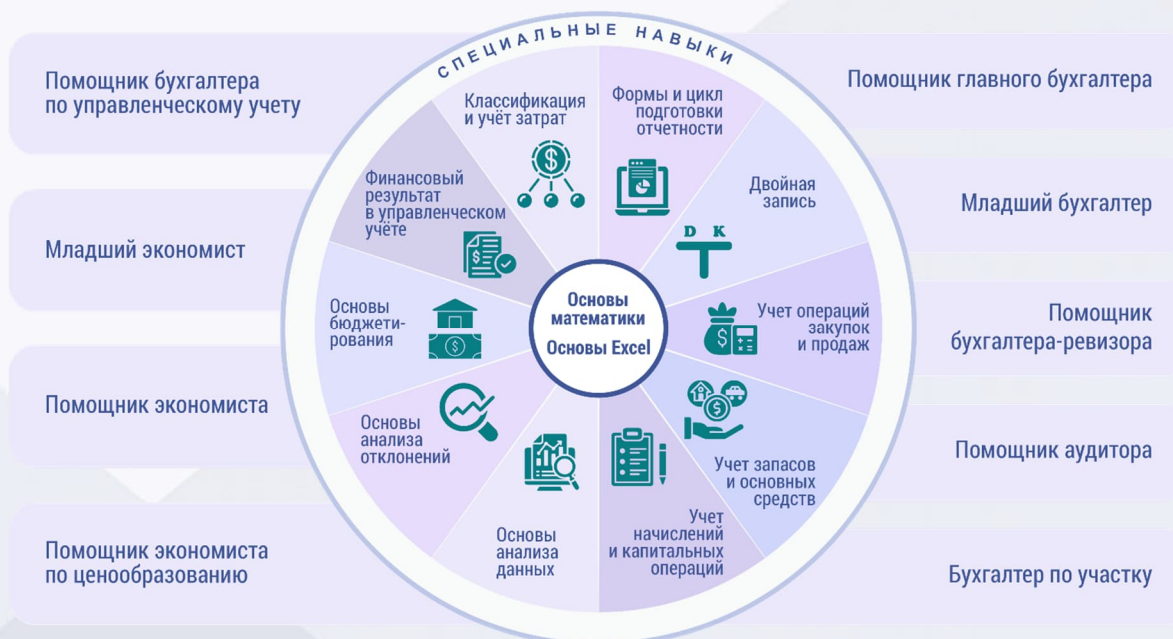 СПЕЦИАЛЬНЫЕ НАВЫКИ
Помощник бухгалтера
по управленческому учету
Младший экономист
Помощник экономиста
Помощник экономиста
по ценообразованию
Классификация
и учёт затрат
Финансовый
результат
в управленческом
учёте
Основы
бюджети-
рования
Основы
анализа
отклонений
Основы
анализа
данных
Основы
математики
Основы Excel
Формы и цикл
подготовки
отчетности
Двойная
запись
D K
Учет операций
закупок
и продаж
Учет запасов
и основных
средств
Учет
начислений
и капитальных
операций
Помощник главного бухгалтера
Младший бухгалтер
Помощник
бухгалтера-ревизора
Помощник аудитора
Бухгалтер по участку